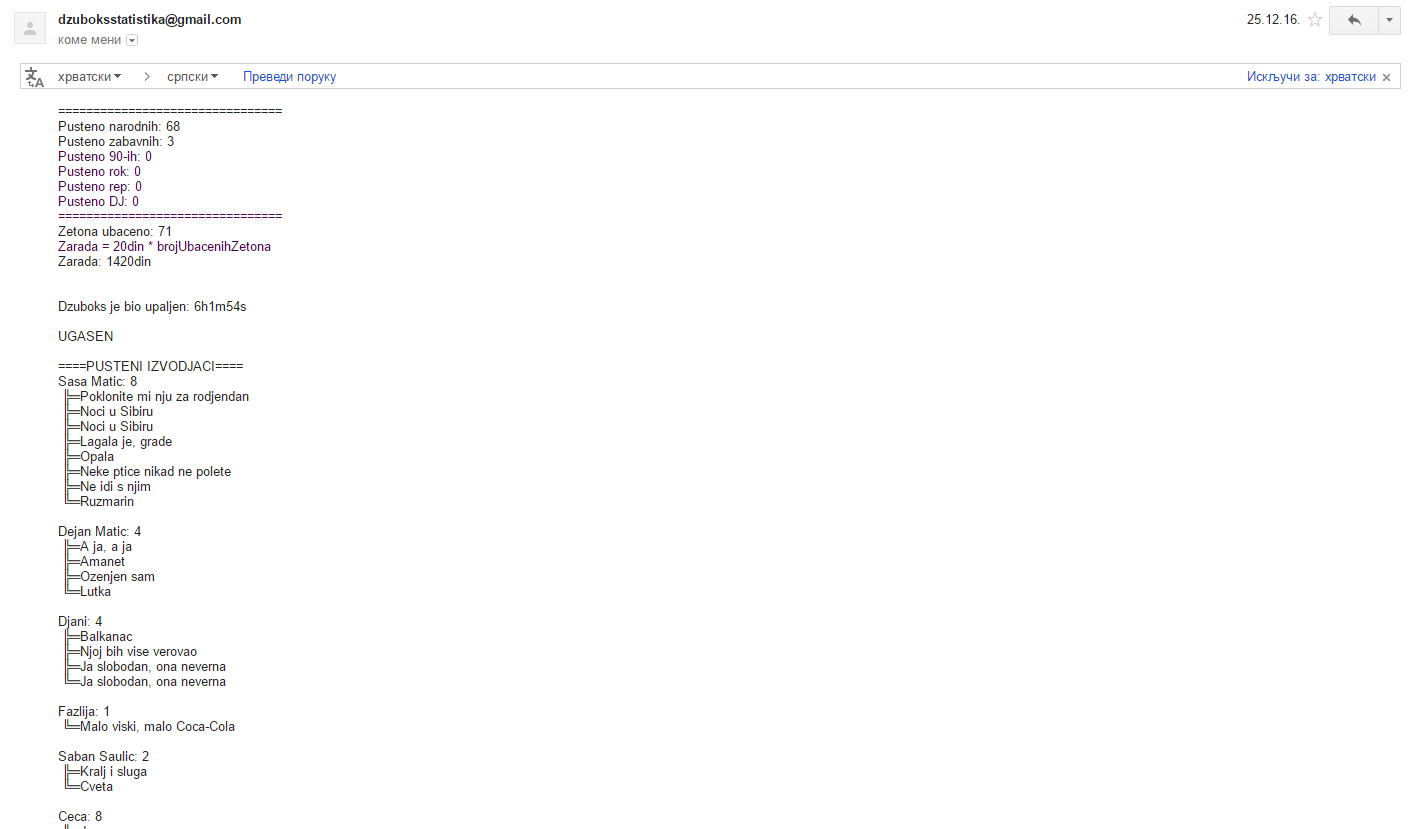 dzuboksstatistika@gmail.com
25.12.16.
коме мени
хрватски
српски
Преведи поруку
Искључи за: хрватски
================================
Pusteno narodnih: 68
Pusteno zabavnih: 3
Pusteno 90-ih: 0
Pusteno rok: 0
Pusteno rep: 0
Pusteno DJ: 0
================================
Zetona ubaceno: 71
Zarada = 20din * brojUbacenihZetona
Zarada: 1420din
Dzuboks je bio upaljen: 6h1m54s
UGASEN
====PUSTENI IZVODJACI====
Sasa Matic: 8
╠═Poklonite mi nju za rodjendan
╠═Noci u Sibiru
╠═Noci u Sibiru
╠═Lagala je, grade
╠═Opala
╠═Neke ptice nikad ne polete
╠═Ne idi s njim
╚═Ruzmarin
Dejan Matic: 4
╠═A ja, a ja
╠═Amanet
╠═Ozenjen sam
╚═Lutka
Djani: 4
╠═Balkanac
╠═Njoj bih vise verovao
╠═Ja slobodan, ona neverna
╚═Ja slobodan, ona neverna
Fazlija: 1
╚═Malo viski, malo Coca-Cola
Saban Saulic: 2
╠═Kralj i sluga
╚═Cveta
Ceca: 8